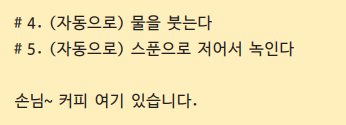 # 4. (자동으로) 물을 붓는다
# 5. (자동으로) 스푼으로 저어서 녹인다
손님~ 커피 여기 있습니다.